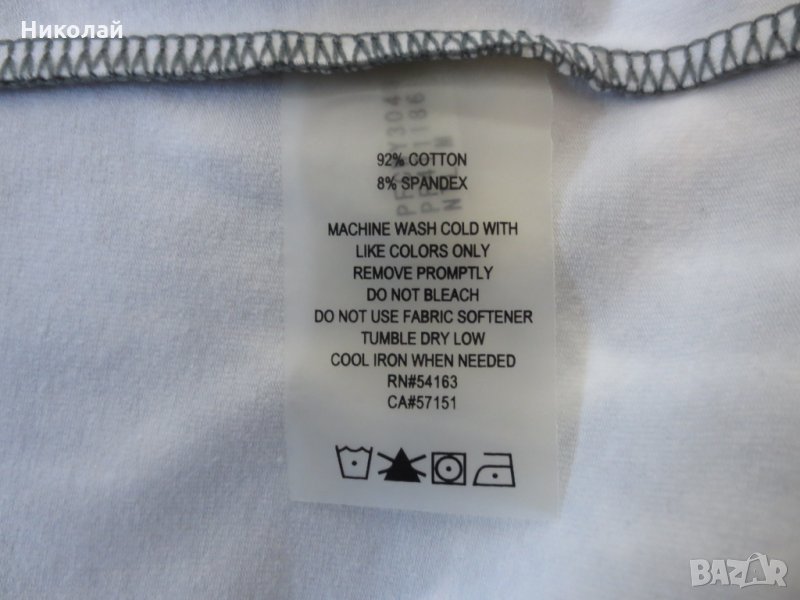 Николай
92% COTTON
8% SPANDEX
MACHINE WASH COLD WITH
LIKE COLORS ONLY
REMOVE PROMPTLY
DO NOT BLEACH
DO NOT USE FABRIC SOFTENER
TUMBLE DRY LOW
COOL IRON WHEN NEEDED
RN#54163
CA#57151
BAZAR